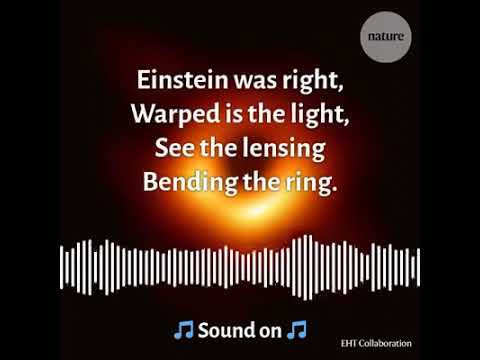 nature
Einstein was right,
Warped is the light,
See the lensing
Bending the ring.
🎵 Sound on 🎵
EHT Collaboration